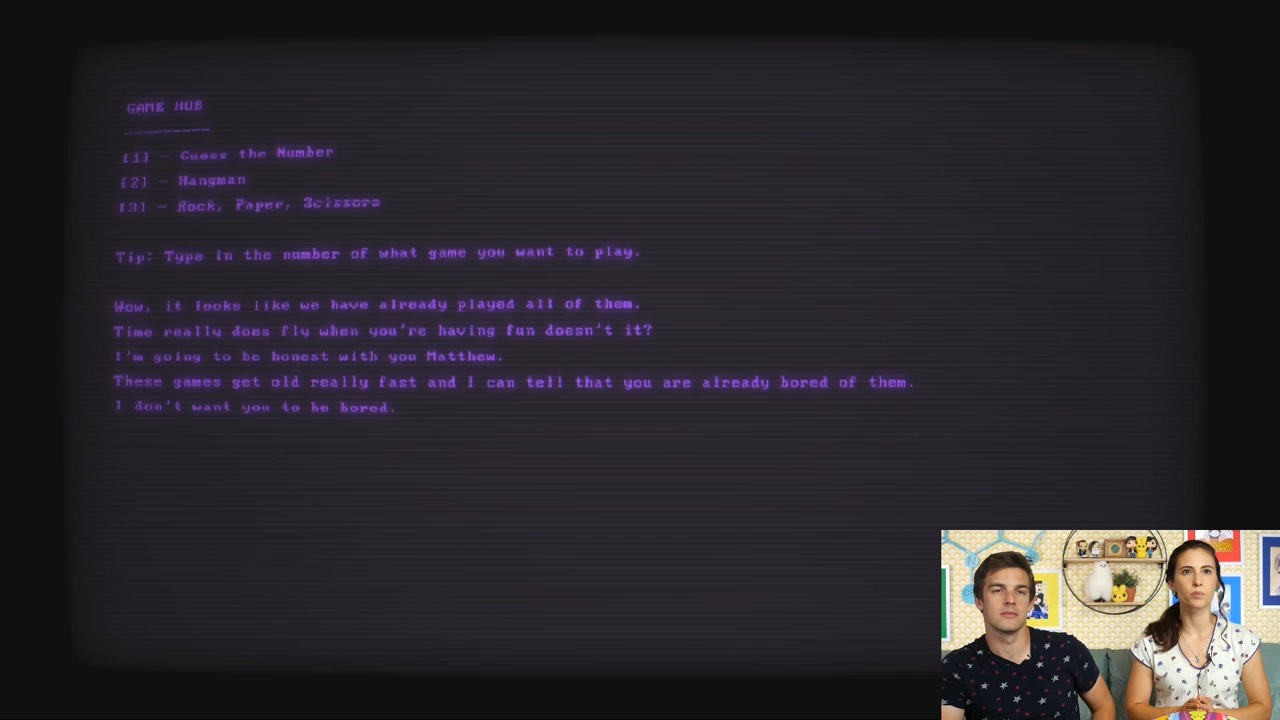 GAME HUB
---------
[1] - Guess the Number
[2] - Hangman
[3] - Rock, Paper, Scissors
Tip: Type in the number of what game you want to play.
Wow, it looks like we have already played all of them.
Time really does fly when you're having fun doesn't it?
I'm going to be honest with you Matthew.
These games get old really fast and I can tell that you are already bored of them.
I don't want you to be bored.